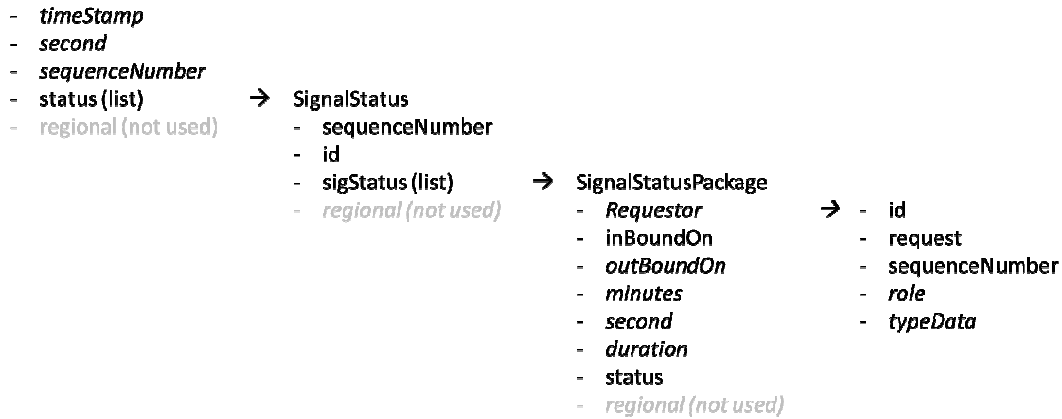 - timeStamp
- second
- sequenceNumber
- status (list) → SignalStatus
- regional (not used)
- sequenceNumber
- id
- sigStatus (list) → SignalStatusPackage
- regional (not used)
- Requestor → - id
- inBoundOn - request
- outBoundOn - sequenceNumber
- minutes - role
- second - typeData
- duration
- status
- regional (not used)